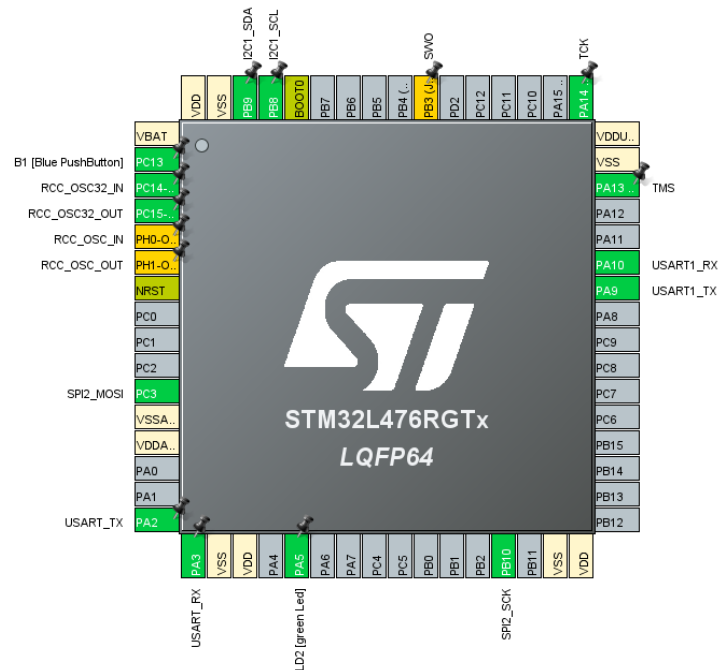 I2C1_SDA
I2C1_SCL
SWO
TCK
VDD
VSS
PB9
PB8
BOOT0
PB7
PB6
PB5
PB4 (..
PB3 (J..
PD2
PC12
PC11
PC10
PA15 ..
PA14 ..
VBAT
VDDU..
B1 [Blue PushButton]
PC13
VSS
RCC_OSC32_IN
PC14-..
PA13 ..
TMS
RCC_OSC32_OUT
PC15-..
PA12
RCC_OSC_IN
PH0-O..
PA11
RCC_OSC_OUT
PH1-O..
PA10
USART1_RX
NRST
PA9
USART1_TX
PC0
PA8
PC1
PC9
PC2
PC8
SPI2_MOSI
PC3
PC7
VSSA..
PC6
VDDA..
PB15
PA0
PB14
PA1
PB13
USART_TX
PA2
PB12
ST
STM32L476RGTx
LQFP64
PA3
VSS
VDD
PA4
PA5
PA6
PA7
PC4
PC5
PB0
PB1
PB2
PB10
PB11
VSS
VDD
USART_RX
LD2 [green Led]
SPI2_SCK